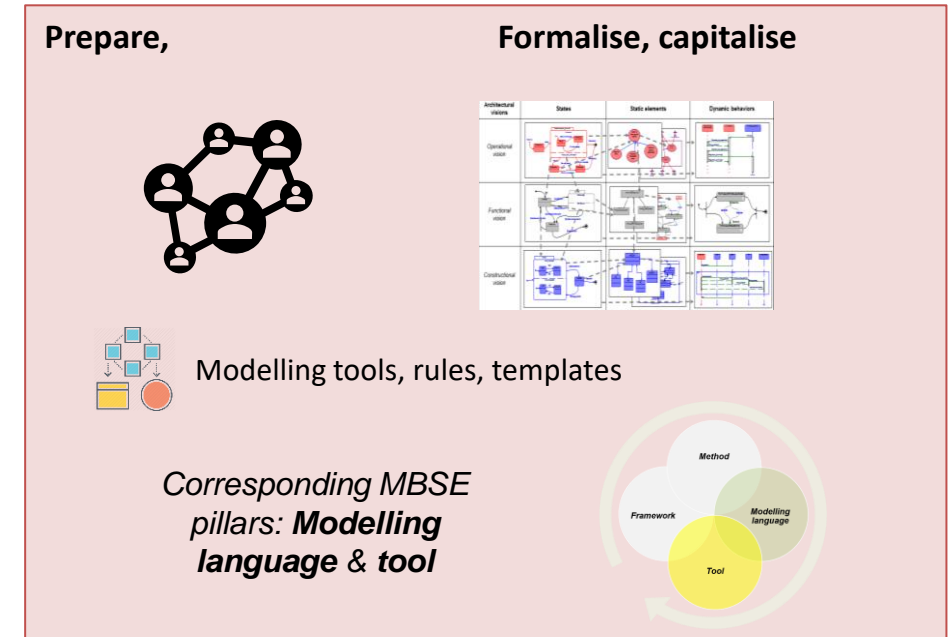 Prepare,
Formalise, capitalise
Architectural visions
States
Static elements
Dynamic behaviors
Operational vision
Functional vision
Constructional vision
Modelling tools, rules, templates
Corresponding MBSE
pillars: Modelling
language & tool
Method
Framework
Modelling
language
Tool